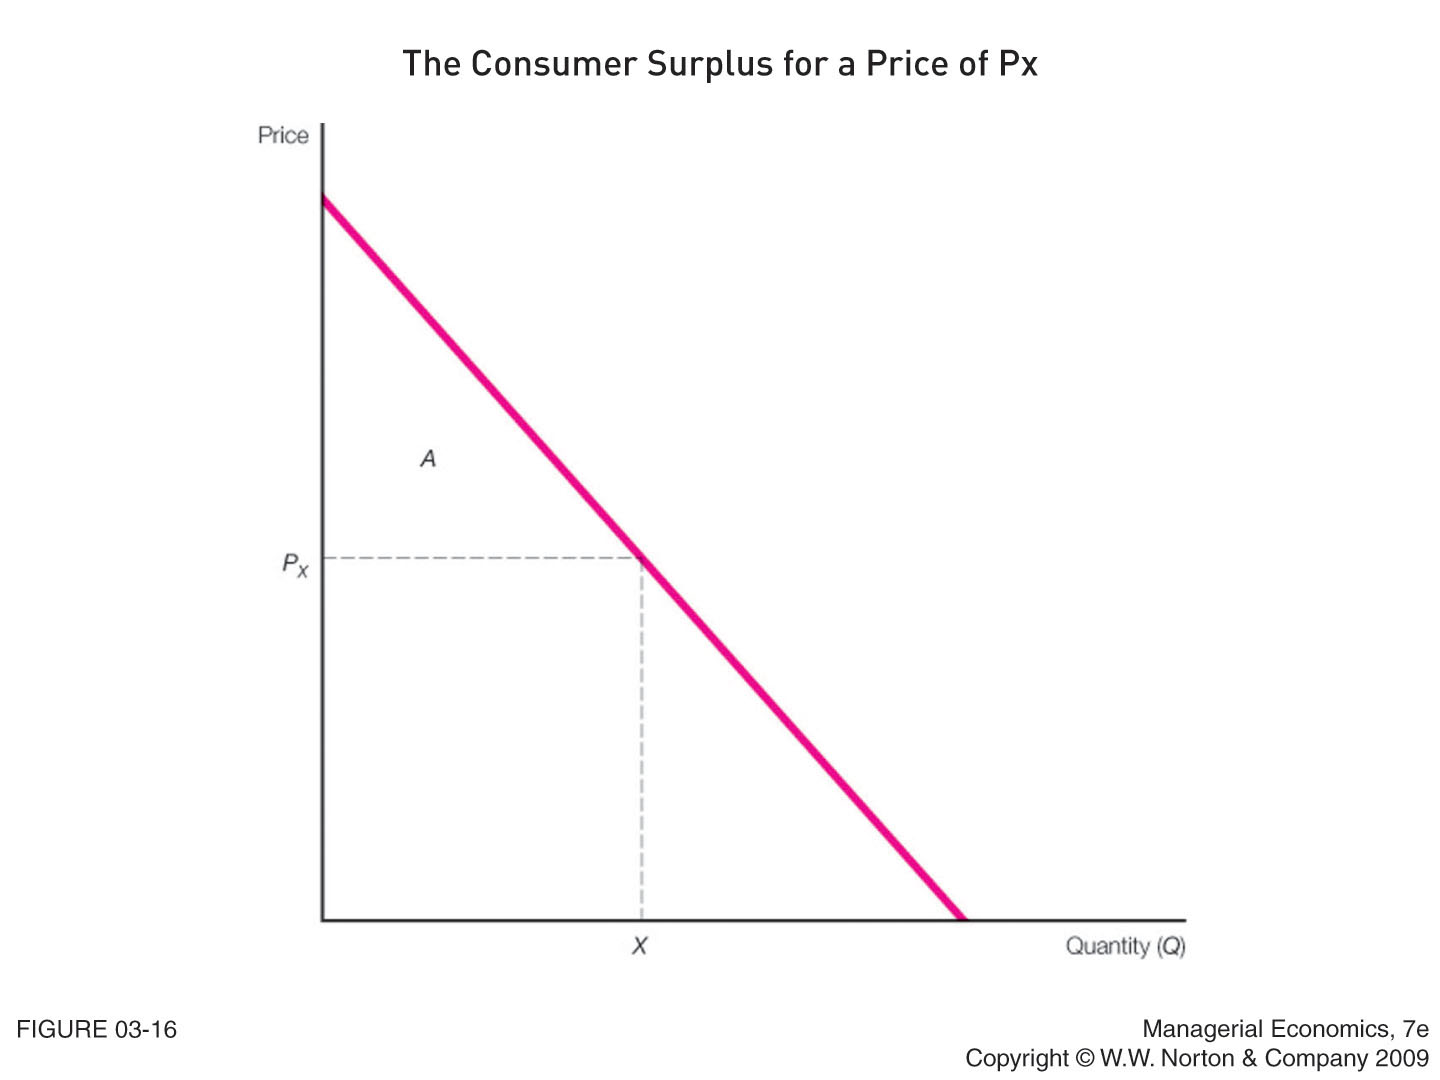 The Consumer Surplus for a Price of Px
Price
A
PX
X
Quantity (Q)
FIGURE 03-16
Managerial Economics, 7e
Copyright © W.W. Norton & Company 2009